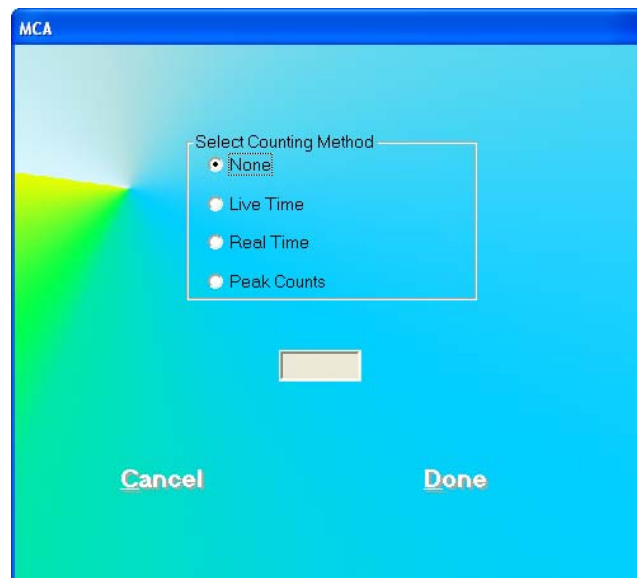 MCA
Select Counting Method
None
Live Time
Real Time
Peak Counts
Cancel
Done